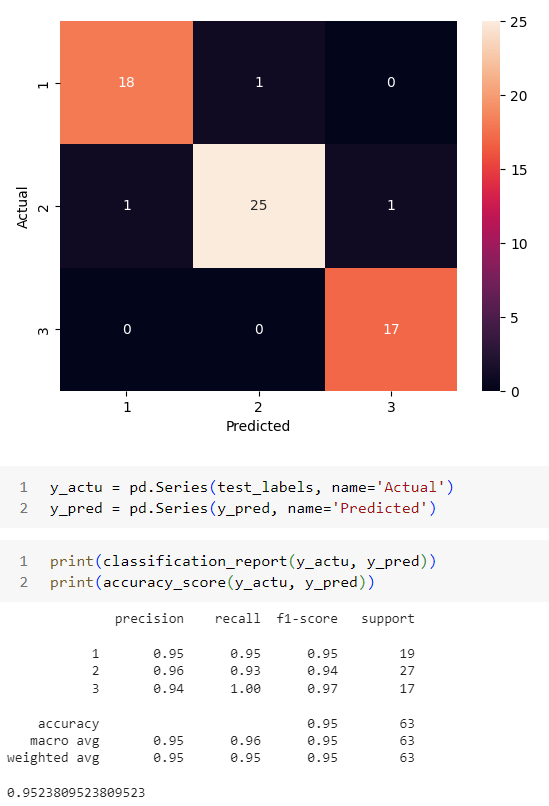 25
18 1 0
1
20
15
Actual
2
1 25 1
10
5
3
0 0 17
0
1 2 3
Predicted
1 y_actu = pd.Series(test_labels, name='Actual')
2 y_pred = pd.Series(y_pred, name='Predicted')
1 print(classification_report(y_actu, y_pred))
2 print(accuracy_score(y_actu, y_pred))
precision recall f1-score support
1 0.95 0.95 0.95 19
2 0.96 0.93 0.94 27
3 0.94 1.00 0.97 17
accuracy 0.95 63
macro avg 0.95 0.96 0.95 63
weighted avg 0.95 0.95 0.95 63
0.9523809523809523